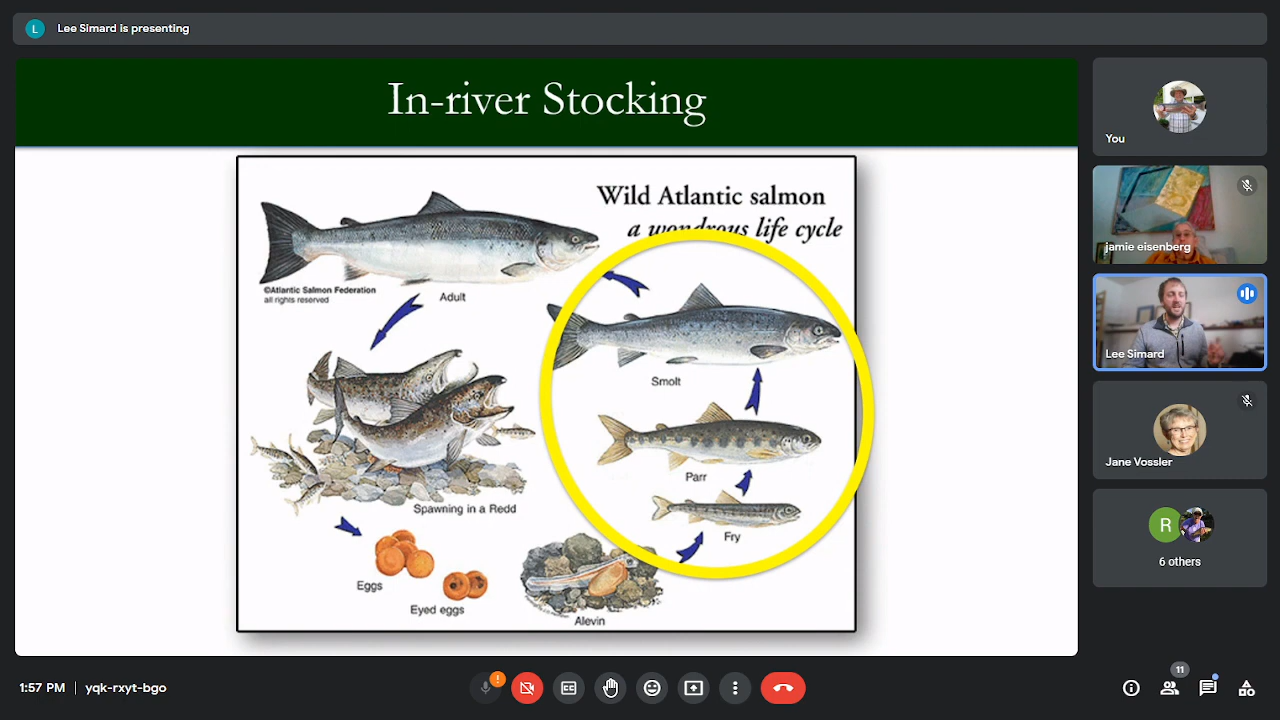 L
Lee Simard is presenting
In-river Stocking
Wild Atlantic salmon
a wondrous life cycle
©Atlantic Salmon Federation
all rights reserved
Adult
Smolt
Parr
Spawning in a Redd
Fry
Eggs
Eyed eggs
Alevin
You
jamie eisenberg
Lee Simard
Jane Vossler
R
6 others
1:57 PM | yqk-rxyt-bgo
!
11